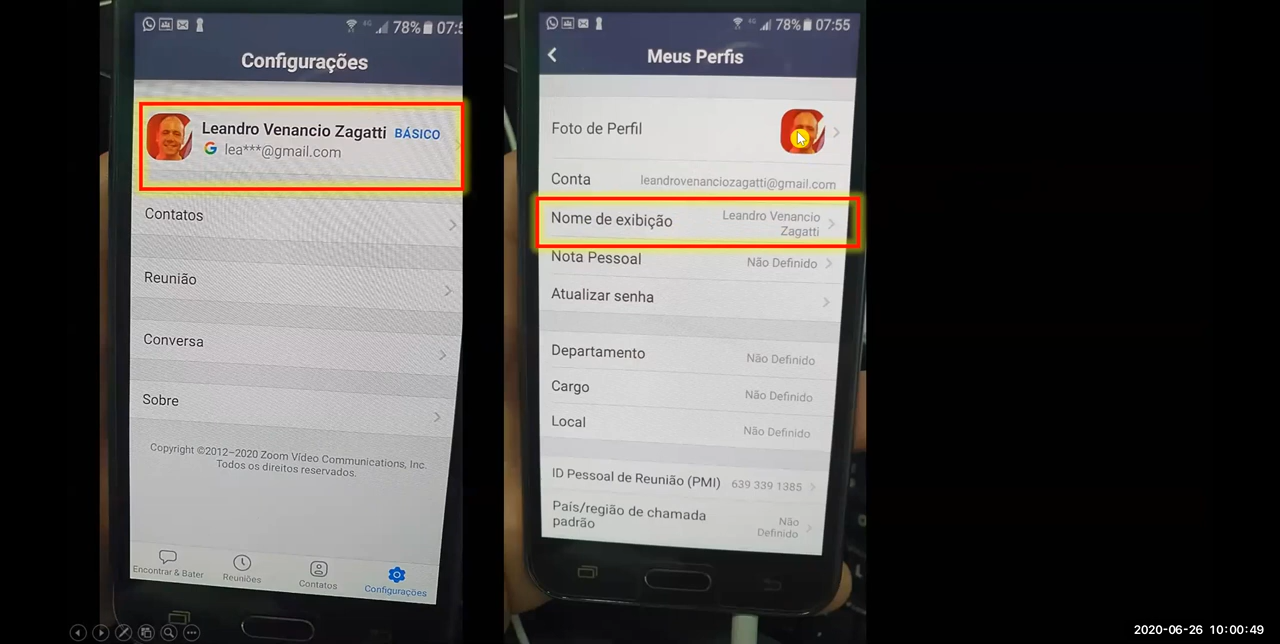 78% 07:5
Configurações
Leandro Venancio Zagatti BÁSICO
lea***@gmail.com
Contatos
Reunião
Conversa
Sobre
Copyright ©2012–2020 Zoom Vídeo Communications, Inc.
Todos os direitos reservados.
Encontrar & Bater
Reuniões
Contatos
Configurações
4G 78% 07:55
Meus Perfis
Foto de Perfil
Conta leandrovenanciozagatti@gmail.com
Nome de exibição Leandro Venancio
Zagatti
Nota Pessoal Não Definido
Atualizar senha
Departamento Não Definido
Cargo Não Definido
Local Não Definido
ID Pessoal de Reunião (PMI) 639 339 1385
País/região de chamada
padrão
Não
Definido
2020-06-26 10:00:49